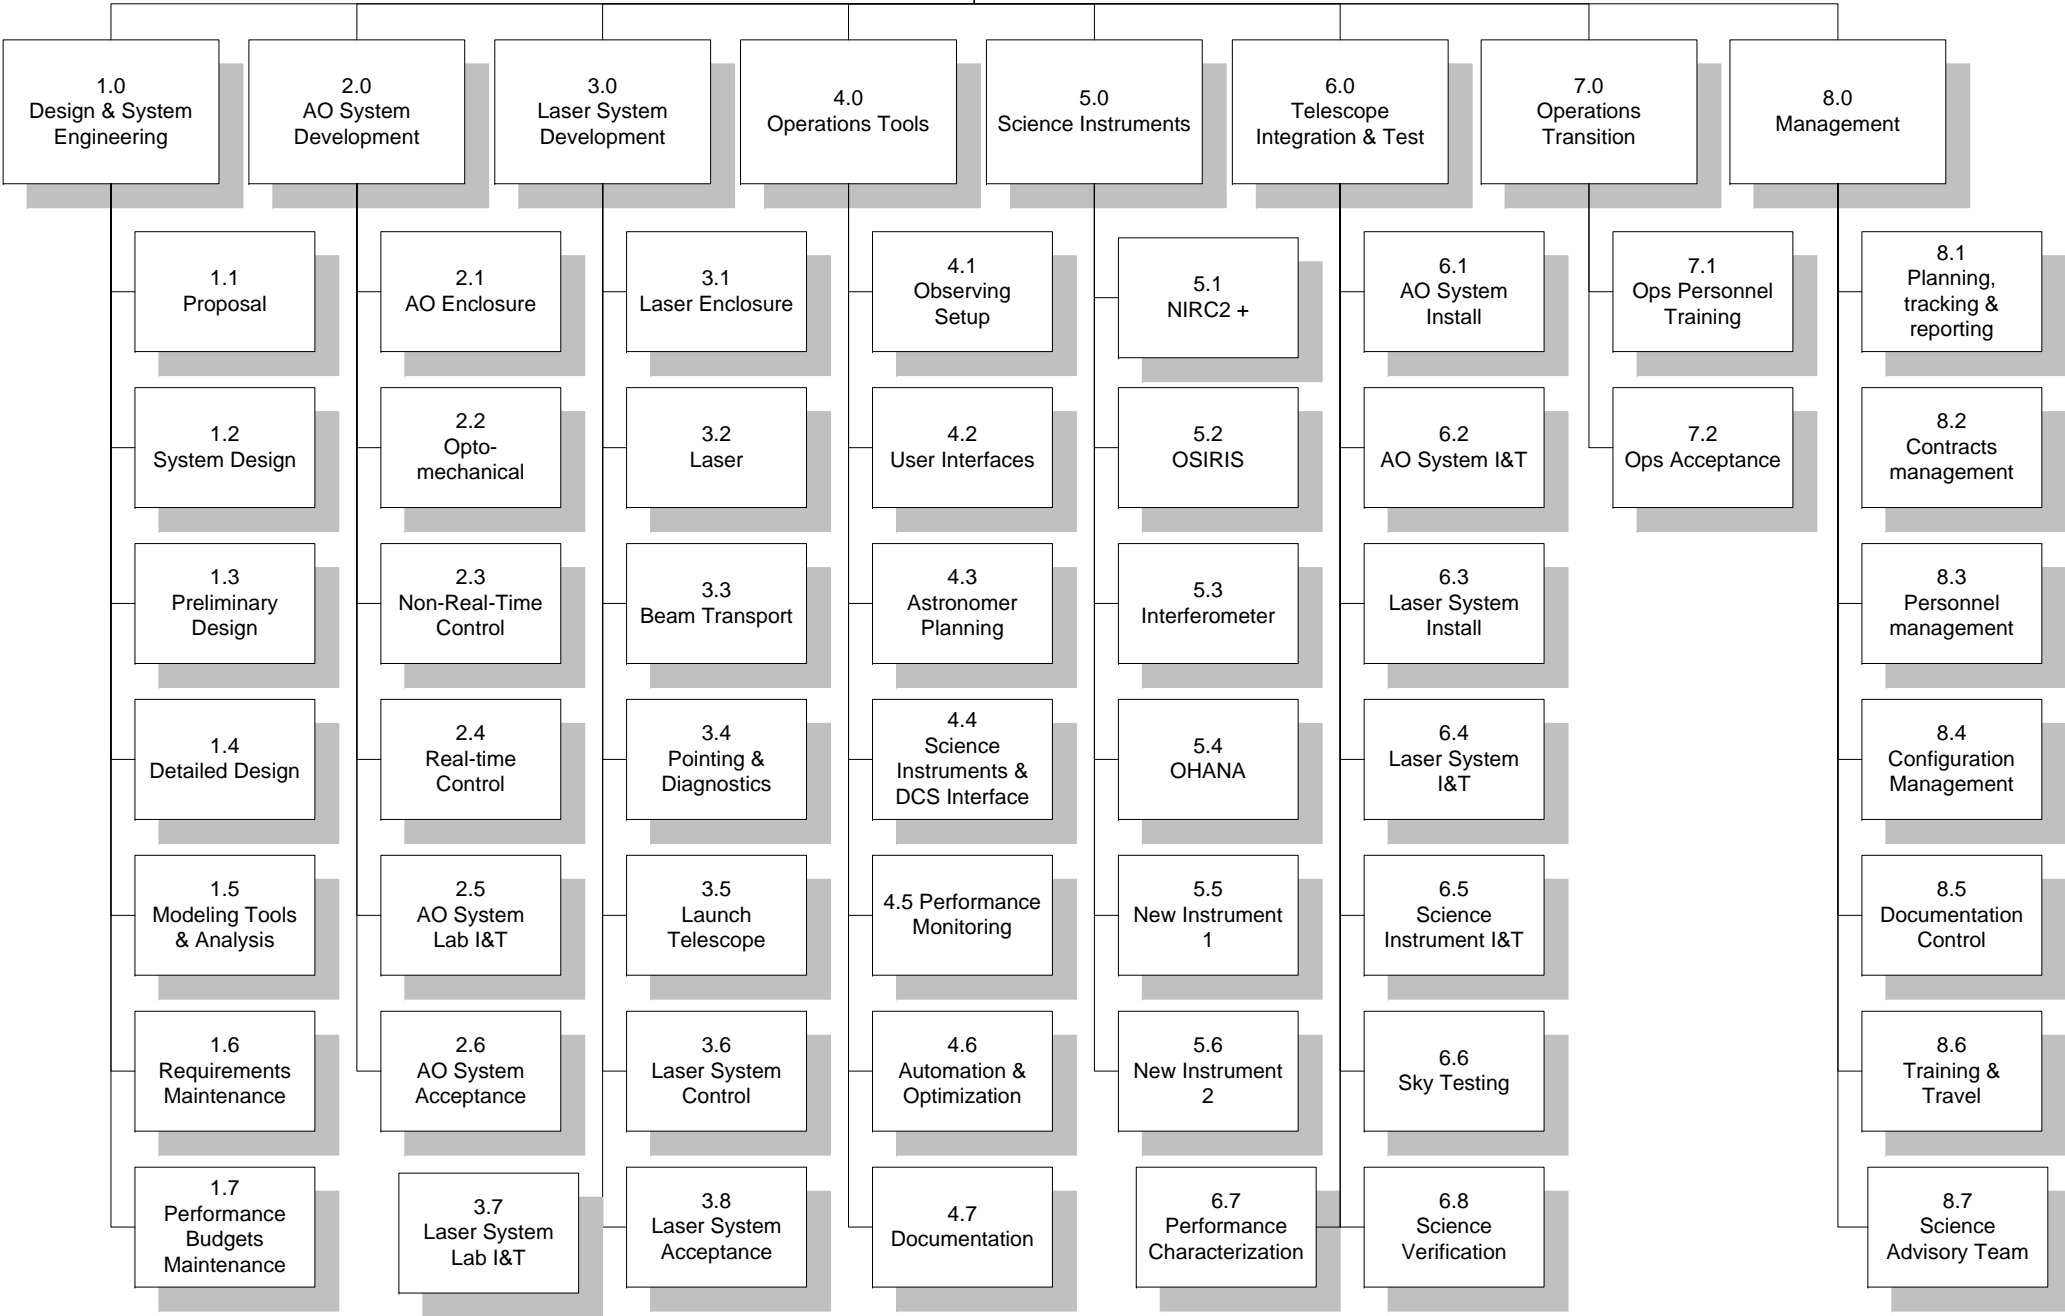 1.0
Design & System
Engineering
2.0
AO System
Development
3.0
Laser System
Development
4.0
Operations Tools
5.0
Science Instruments
6.0
Telescope
Integration & Test
7.0
Operations
Transition
8.0
Management
1.1
Proposal
1.2
System Design
1.3
Preliminary
Design
1.4
Detailed Design
1.5
Modeling Tools
& Analysis
1.6
Requirements
Maintenance
1.7
Performance
Budgets
Maintenance
2.1
AO Enclosure
2.2
Opto-
mechanical
2.3
Non-Real-Time
Control
2.4
Real-time
Control
2.5
AO System
Lab I&T
2.6
AO System
Acceptance
3.1
Laser Enclosure
3.2
Laser
3.3
Beam Transport
3.4
Pointing &
Diagnostics
3.5
Launch
Telescope
3.6
Laser System
Control
3.7
Laser System
Lab I&T
3.8
Laser System
Acceptance
4.1
Observing
Setup
4.2
User Interfaces
4.3
Astronomer
Planning
4.4
Science
Instruments &
DCS Interface
4.5 Performance
Monitoring
4.6
Automation &
Optimization
4.7
Documentation
5.1
NIRC2 +
5.2
OSIRIS
5.3
Interferometer
5.4
OHANA
5.5
New Instrument
1
5.6
New Instrument
2
6.1
AO System
Install
6.2
AO System I&T
6.3
Laser System
Install
6.4
Laser System
I&T
6.5
Science
Instrument I&T
6.6
Sky Testing
6.7
Performance
Characterization
6.8
Science
Verification
7.1
Ops Personnel
Training
7.2
Ops Acceptance
8.1
Planning,
tracking &
reporting
8.2
Contracts
management
8.3
Personnel
management
8.4
Configuration
Management
8.5
Documentation
Control
8.6
Training &
Travel
8.7
Science
Advisory Team